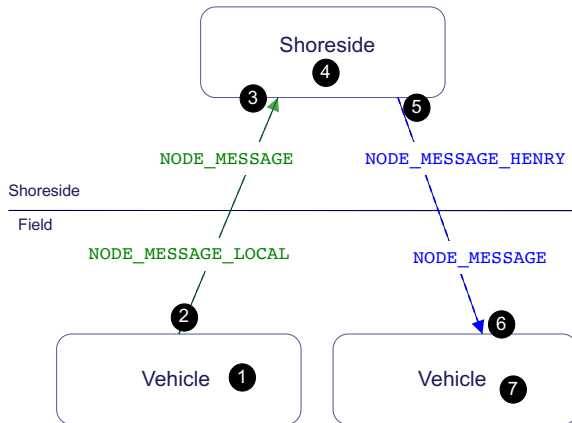 Shoreside
4
3
5
NODE_MESSAGE
NODE_MESSAGE_HENRY
Shoreside
Field
NODE_MESSAGE_LOCAL
NODE_MESSAGE
2
6
Vehicle 1
Vehicle 7